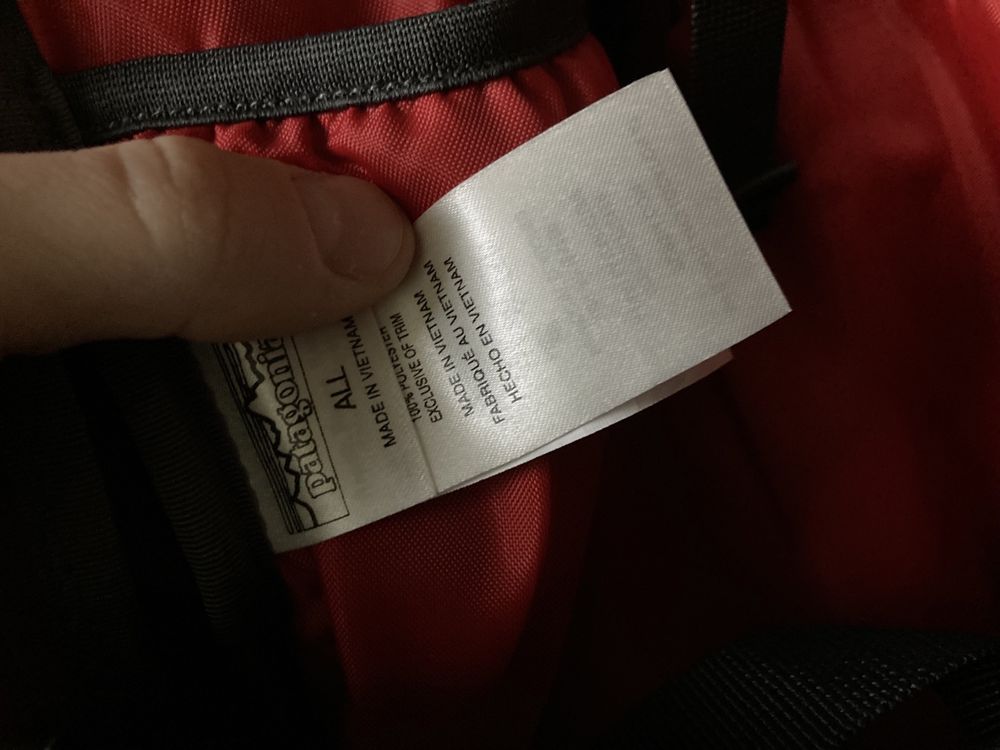 patagonia
ALL
MADE IN VIETNAM
100% POLYESTER
EXCLUSIVE OF TRIM
MADE IN VIETNAM
FABRIQUÉ AU VIETNAM
HECHO EN VIETNAM